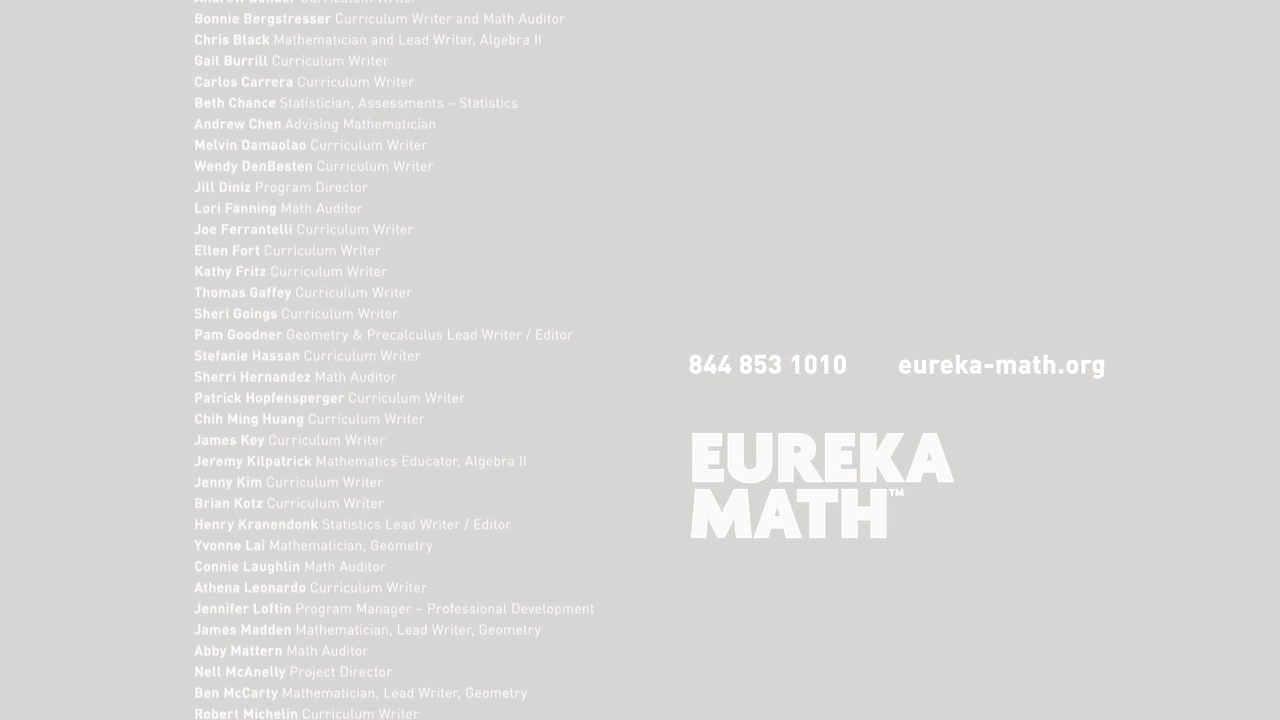 Andrew Bender Curriculum Writer
Bonnie Bergstresser Curriculum Writer and Math Auditor
Chris Black Mathematician and Lead Writer, Algebra II
Gail Burrill Curriculum Writer
Carlos Carrera Curriculum Writer
Beth Chance Statistician, Assessments – Statistics
Andrew Chen Advising Mathematician
Melvin Damaolao Curriculum Writer
Wendy DenBesten Curriculum Writer
Jill Diniz Program Director
Lori Fanning Math Auditor
Joe Ferrantelli Curriculum Writer
Ellen Fort Curriculum Writer
Kathy Fritz Curriculum Writer
Thomas Gaffey Curriculum Writer
Sheri Goings Curriculum Writer
Pam Goodner Geometry & Precalculus Lead Writer / Editor
Stefanie Hassan Curriculum Writer
Sherri Hernandez Math Auditor
Patrick Hopfensperger Curriculum Writer
Chih Ming Huang Curriculum Writer
James Key Curriculum Writer
Jeremy Kilpatrick Mathematics Educator, Algebra II
Jenny Kim Curriculum Writer
Brian Kotz Curriculum Writer
Henry Kranendonk Statistics Lead Writer / Editor
Yvonne Lai Mathematician, Geometry
Connie Laughlin Math Auditor
Athena Leonardo Curriculum Writer
Jennifer Loftin Program Manager – Professional Development
James Madden Mathematician, Lead Writer, Geometry
Abby Mattern Math Auditor
Nell McAnelly Project Director
Ben McCarty Mathematician, Lead Writer, Geometry
Robert Michelin Curriculum Writer
844 853 1010 eureka-math.org
EUREKA
MATH™